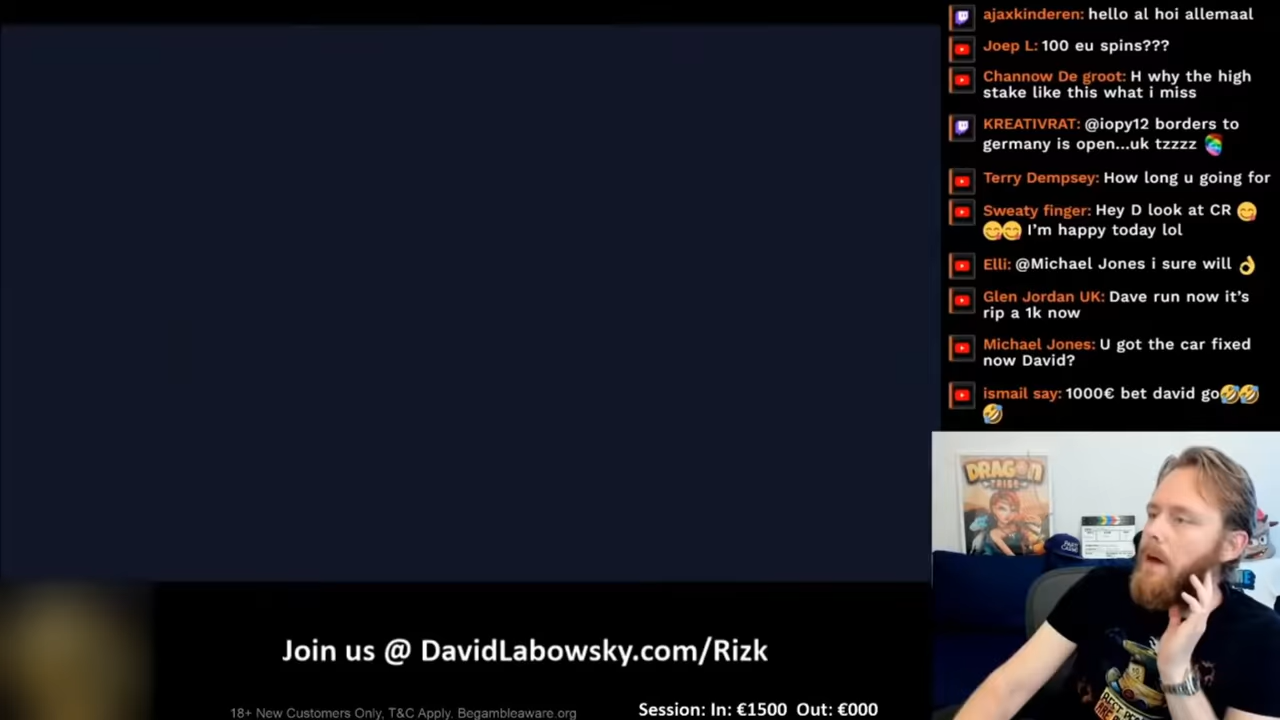 ajaxkinderen: hello al hoi allemaal
Joep L: 100 eu spins???
Channow De groot: H why the high
stake like this what i miss
KREATIVRAT: @iopy12 borders to
germany is open...uk tzzzz
Terry Dempsey: How long u going for
Sweaty finger: Hey D look at CR 😋
😋😋 I'm happy today lol
Elli: @Michael Jones i sure will 👌
Glen Jordan UK: Dave run now it's
rip a 1k now
Michael Jones: U got the car fixed
now David?
ismail say: 1000€ bet david go🤣🤣
🤣
DRAGON
TRIBE
Join us @ DavidLabowsky.com/Rizk
18+ New Customers Only, T&C Apply. Begambleaware.org
Session: In: €1500 Out: €000